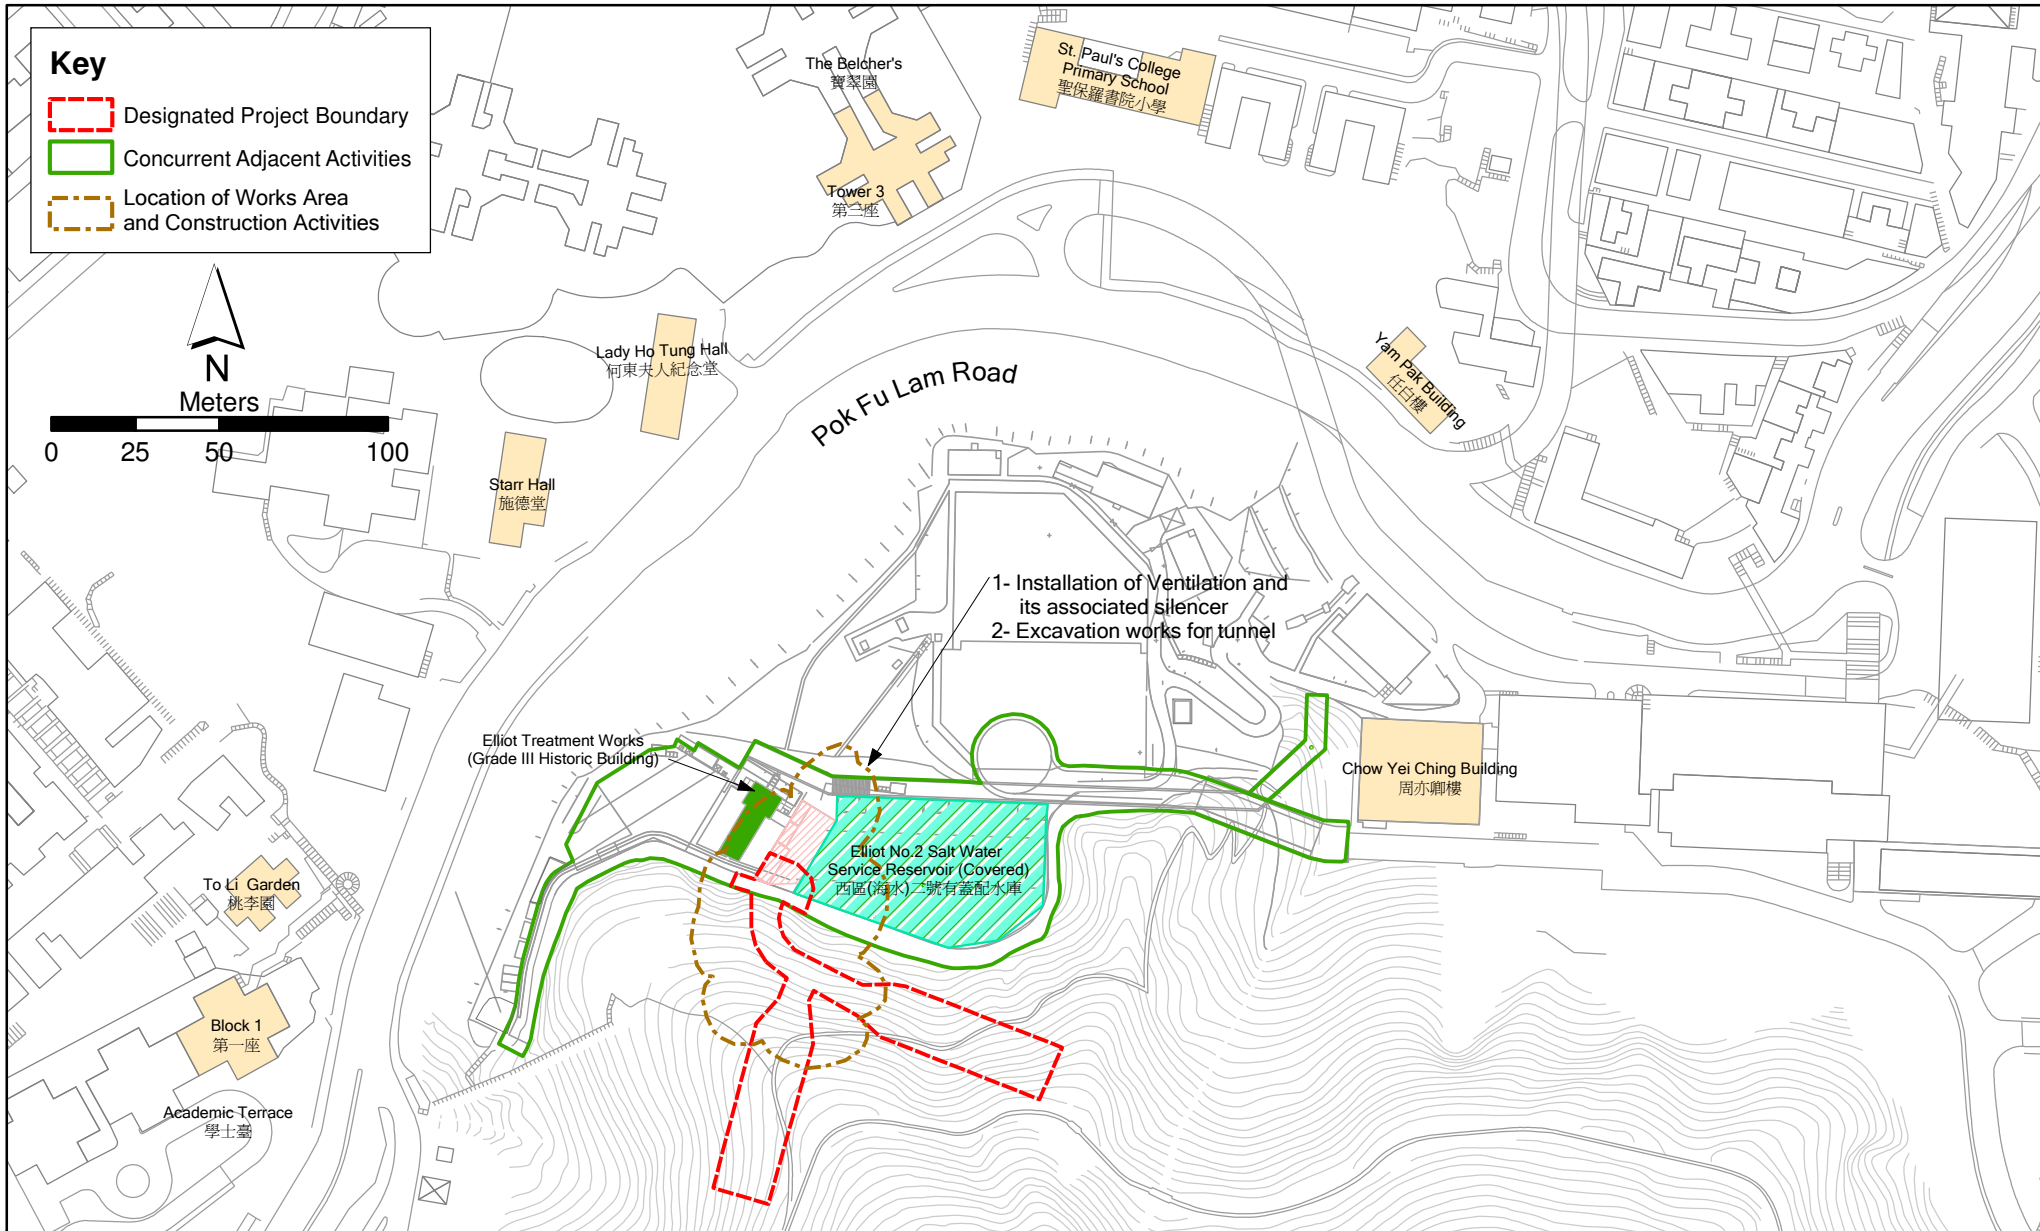 Key
Designated Project Boundary
Concurrent Adjacent Activities
Location of Works Area
and Construction Activities
N
Meters
0 25 50 100
The Belcher's
寶翠園
Tower 3
第三座
St. Paul's College
Primary School
聖保羅書院小學
Lady Ho Tung Hall
何東夫人紀念堂
Pok Fu Lam Road
Yam Pak Building
任白樓
Starr Hall
施德堂
1- Installation of Ventilation and
its associated silencer
2- Excavation works for tunnel
Elliot Treatment Works
(Grade III Historic Building)
Chow Yei Ching Building
周亦卿樓
Elliot No.2 Salt Water
Service Reservoir (Covered)
西區(海水)二號有蓋配水庫
To Li Garden
桃李園
Block 1
第一座
Academic Terrace
學士臺